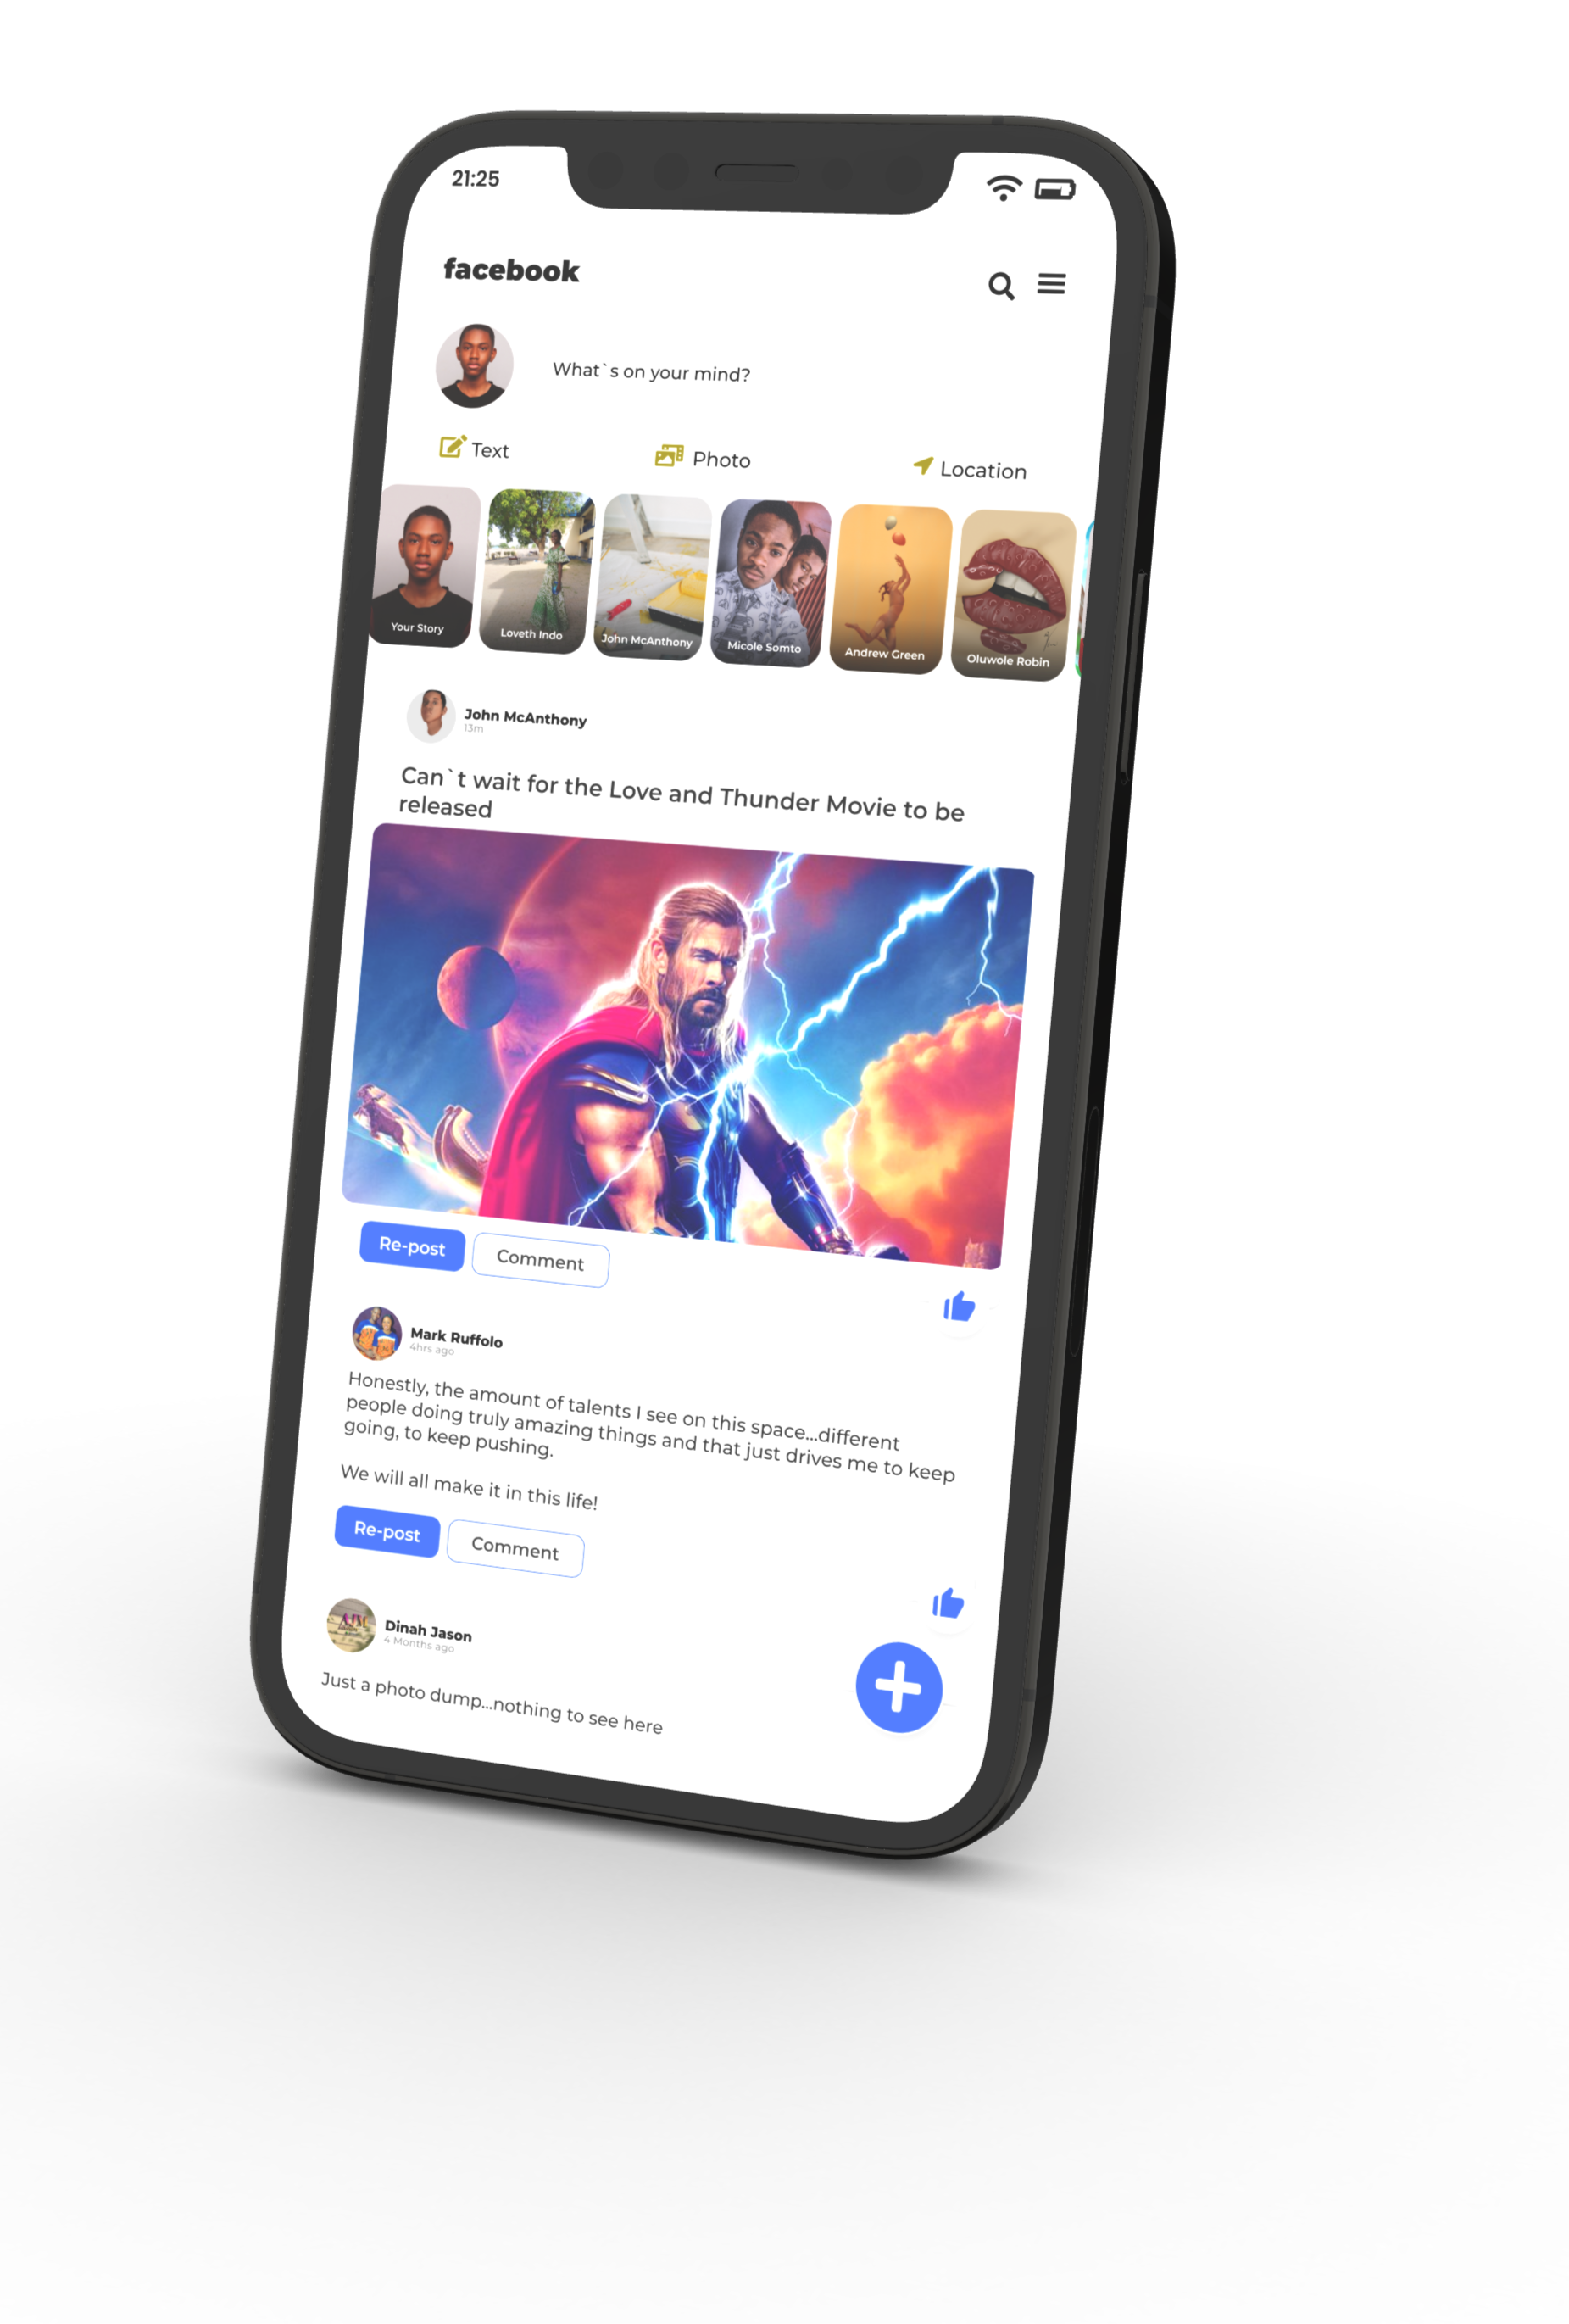 21:25
facebook
What`s on your mind?
Text
Photo
Location
Your Story
Loveth Indo
John McAnthony
Micole Somto
Andrew Green
Oluwole Robin
John McAnthony
13m
Can`t wait for the Love and Thunder Movie to be
released
Re-post
Comment
Mark Ruffolo
4hrs ago
Honestly, the amount of talents I see on this space...different
people doing truly amazing things and that just drives me to keep
going, to keep pushing.
We will all make it in this life!
Re-post
Comment
Dinah Jason
4 Months ago
Just a photo dump...nothing to see here